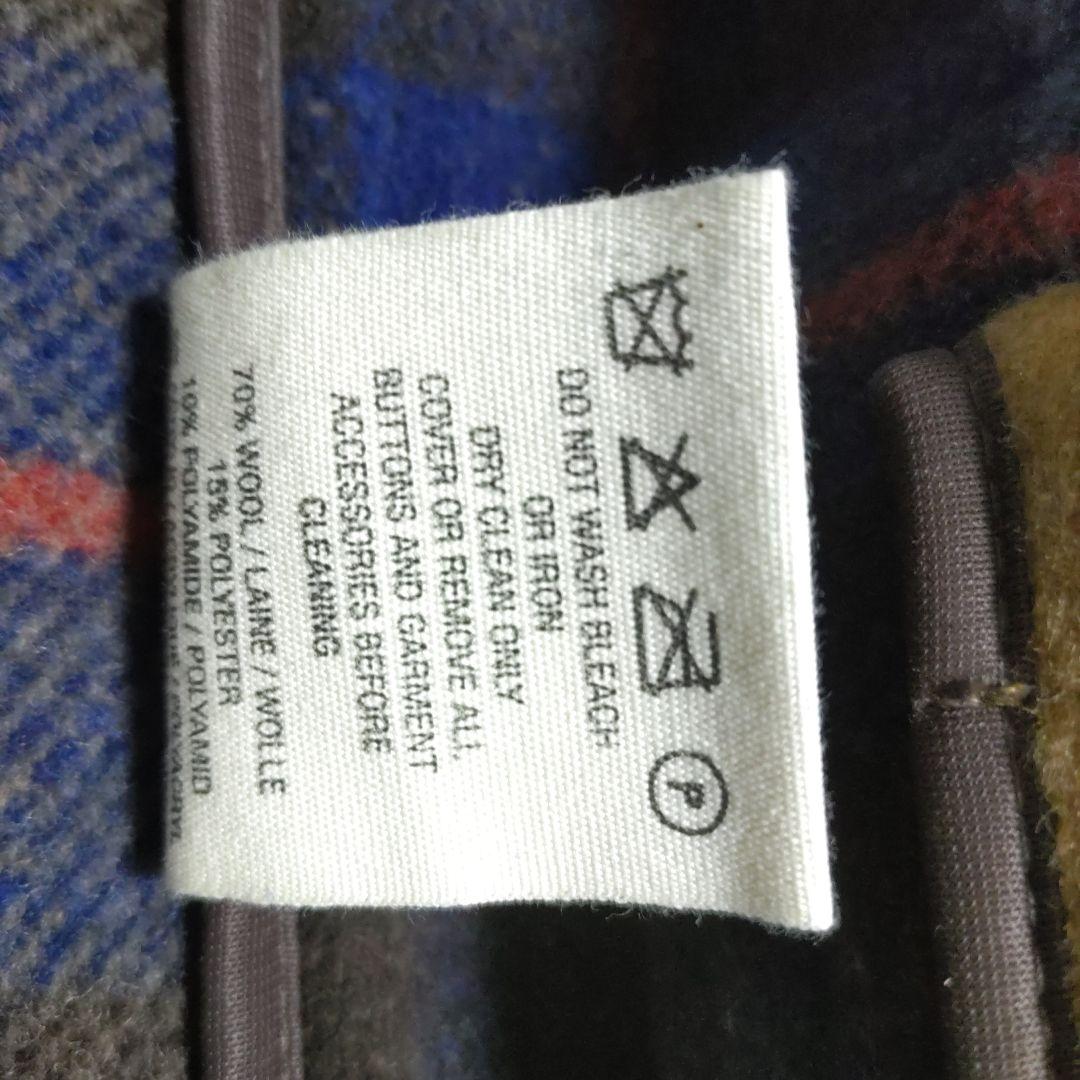 P
DO NOT WASH BLEACH
OR IRON
DRY CLEAN ONLY
COVER OR REMOVE ALL
BUTTONS AND GARMENT
ACCESSORIES BEFORE
CLEANING
70% WOOL / LAINE / WOLLE
15% POLYESTER
10% POLYAMIDE / POLYAMID